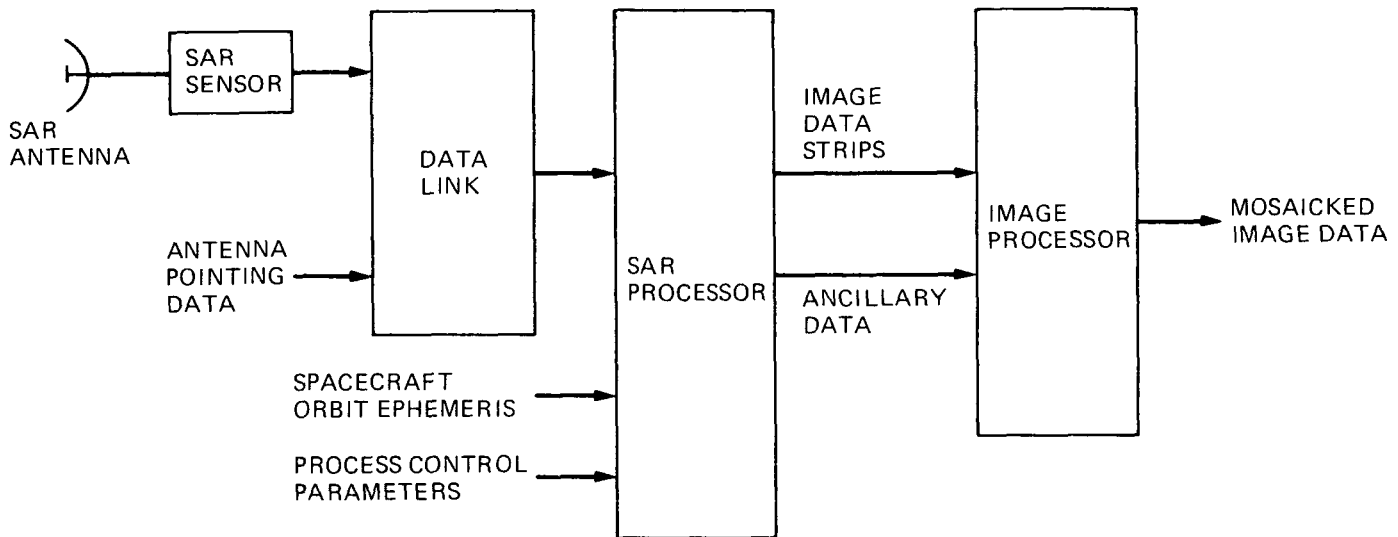 SAR
SENSOR
SAR
ANTENNA
DATA
LINK
ANTENNA
POINTING
DATA
SPACECRAFT
ORBIT EPHEMERIS
PROCESS CONTROL
PARAMETERS
SAR
PROCESSOR
IMAGE
DATA
STRIPS
ANCILLARY
DATA
IMAGE
PROCESSOR
MOSAICKED
IMAGE DATA